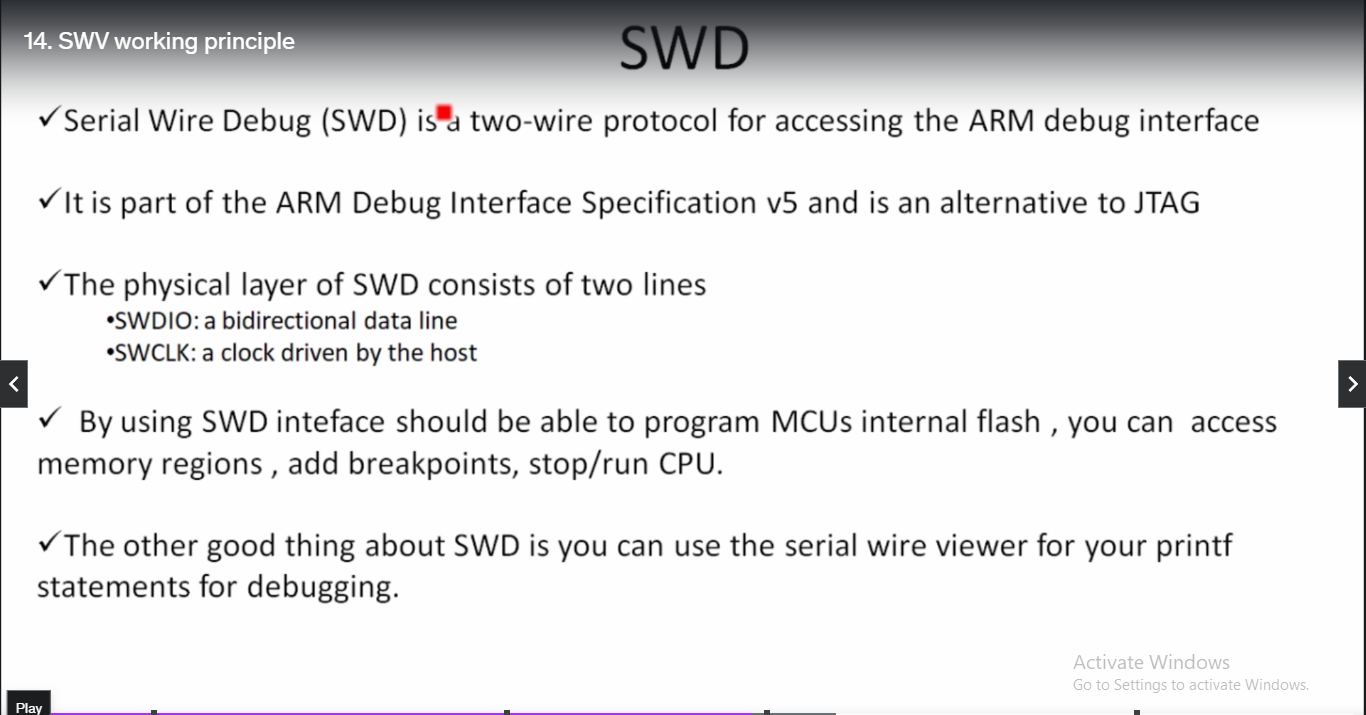 14. SWV working principle
SWD
✓Serial Wire Debug (SWD) is a two-wire protocol for accessing the ARM debug interface
✓It is part of the ARM Debug Interface Specification v5 and is an alternative to JTAG
✓The physical layer of SWD consists of two lines
•SWDIO: a bidirectional data line
•SWCLK: a clock driven by the host
✓ By using SWD inteface should be able to program MCUs internal flash , you can access
memory regions , add breakpoints, stop/run CPU.
✓The other good thing about SWD is you can use the serial wire viewer for your printf
statements for debugging.
Activate Windows
Go to Settings to activate Windows.
Play